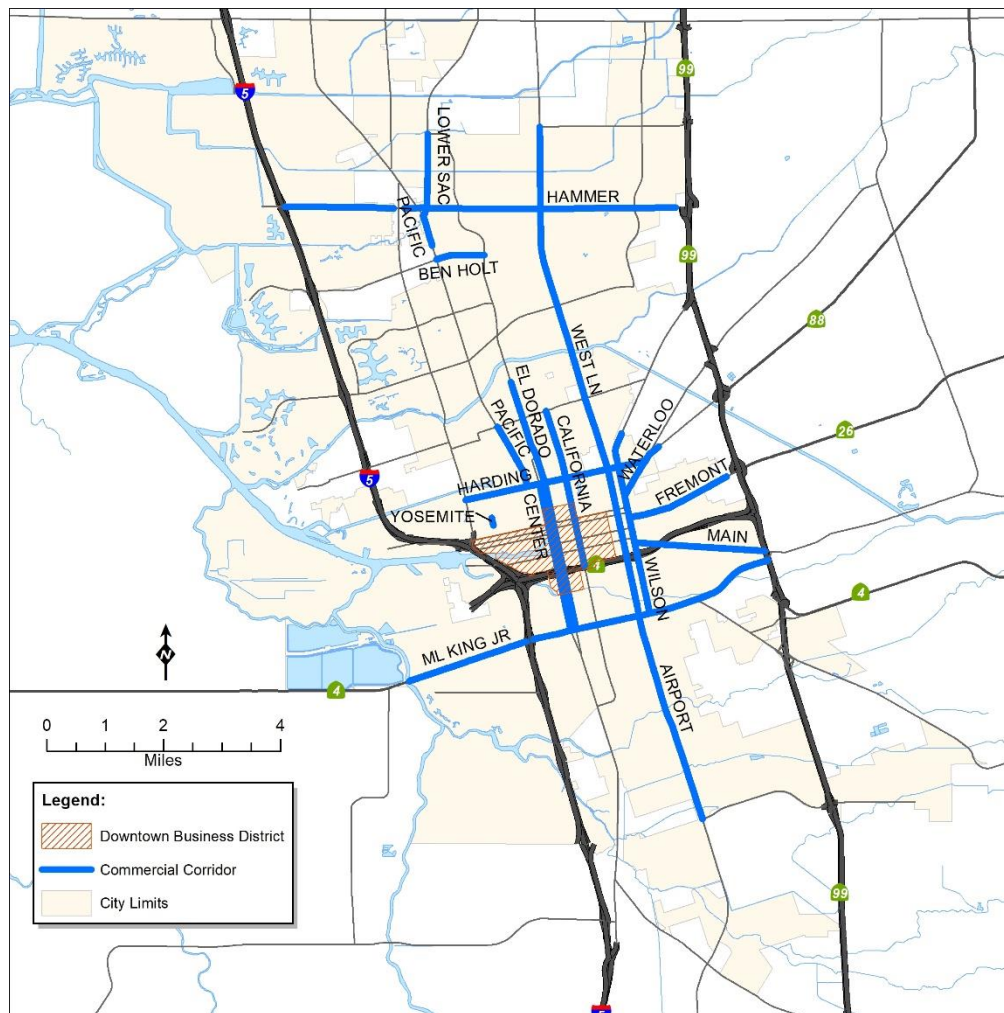 99
5
LOWER SAC
HAMMER
PACIFIC
99
BEN HOLT
88
WEST LN
EL DORADO
PACIFIC
CALIFORNIA
WATERLOO
26
5
HARDING
FREMONT
YOSEMITE
CENTER
MAIN
4
WILSON
4
ML KING JR
N
4
AIRPORT
0 1 2 4
Miles
Legend:
Downtown Business District
Commercial Corridor
City Limits
99
5